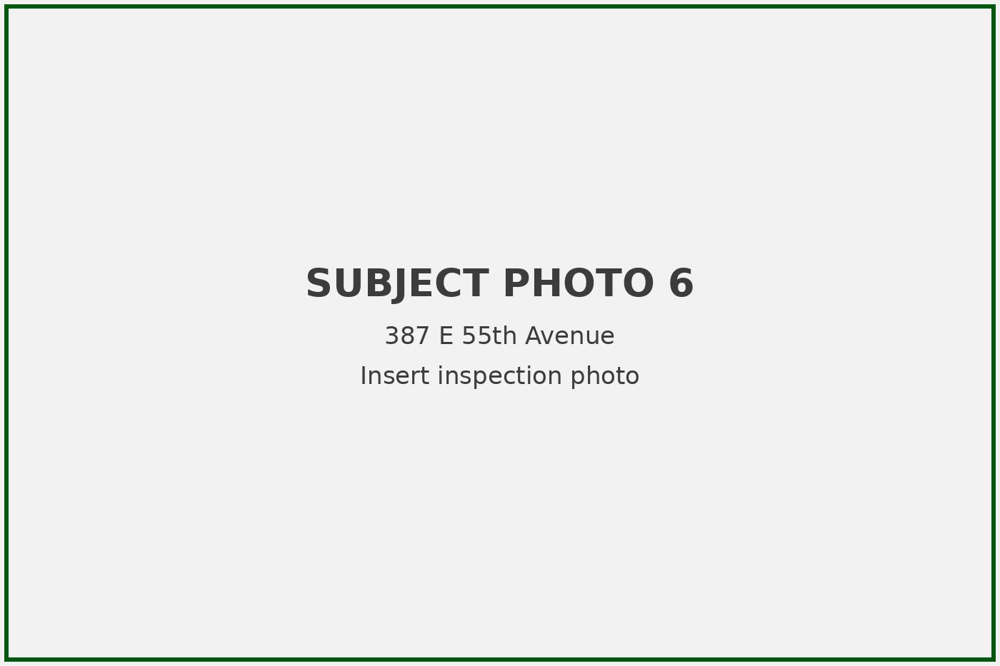 SUBJECT PHOTO 6
387 E 55th Avenue
Insert inspection photo